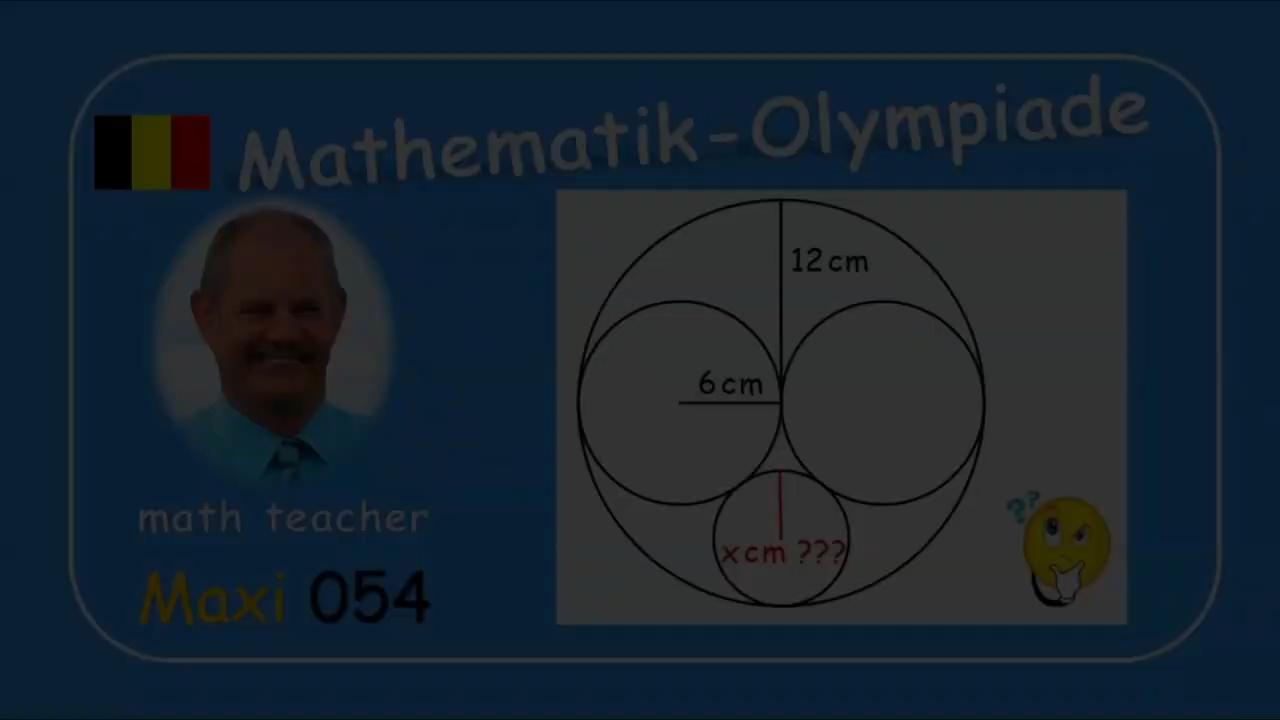 Mathematik-Olympiade
12 cm
6 cm
x cm ???
??
math teacher
Maxi 054